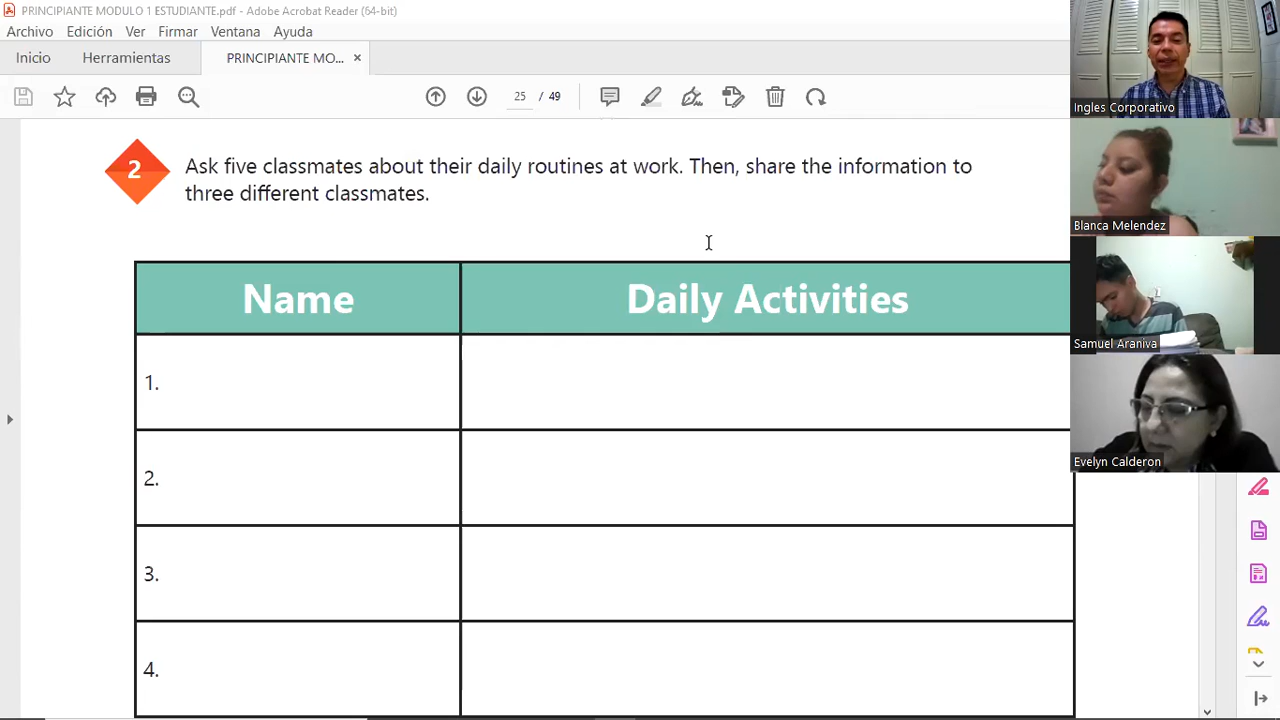 PRINCIPIANTE MODULO 1 ESTUDIANTE.pdf - Adobe Acrobat Reader (64-bit)
Archivo Edición Ver Firmar Ventana Ayuda
Inicio Herramientas PRINCIPIANTE MO... ×
25 / 49
Ingles Corporativo
2 Ask five classmates about their daily routines at work. Then, share the information to
three different classmates.
Blanca Melendez
Name Daily Activities
Samuel Araniva
1.
Evelyn Calderon
2.
3.
4.